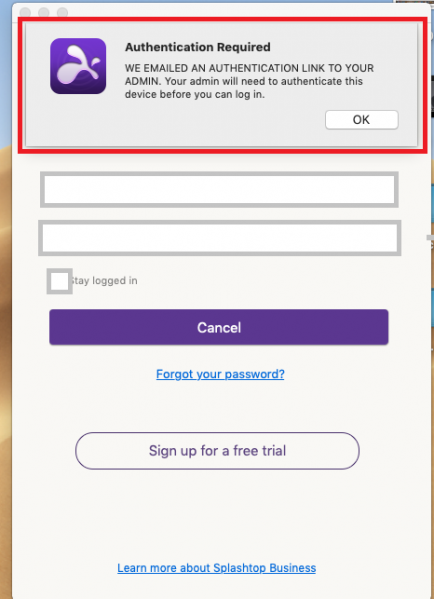 Authentication Required
WE EMAILED AN AUTHENTICATION LINK TO YOUR
ADMIN. Your admin will need to authenticate this
device before you can log in.
OK
Stay logged in
Cancel
Forgot your password?
Sign up for a free trial
Learn more about Splashtop Business